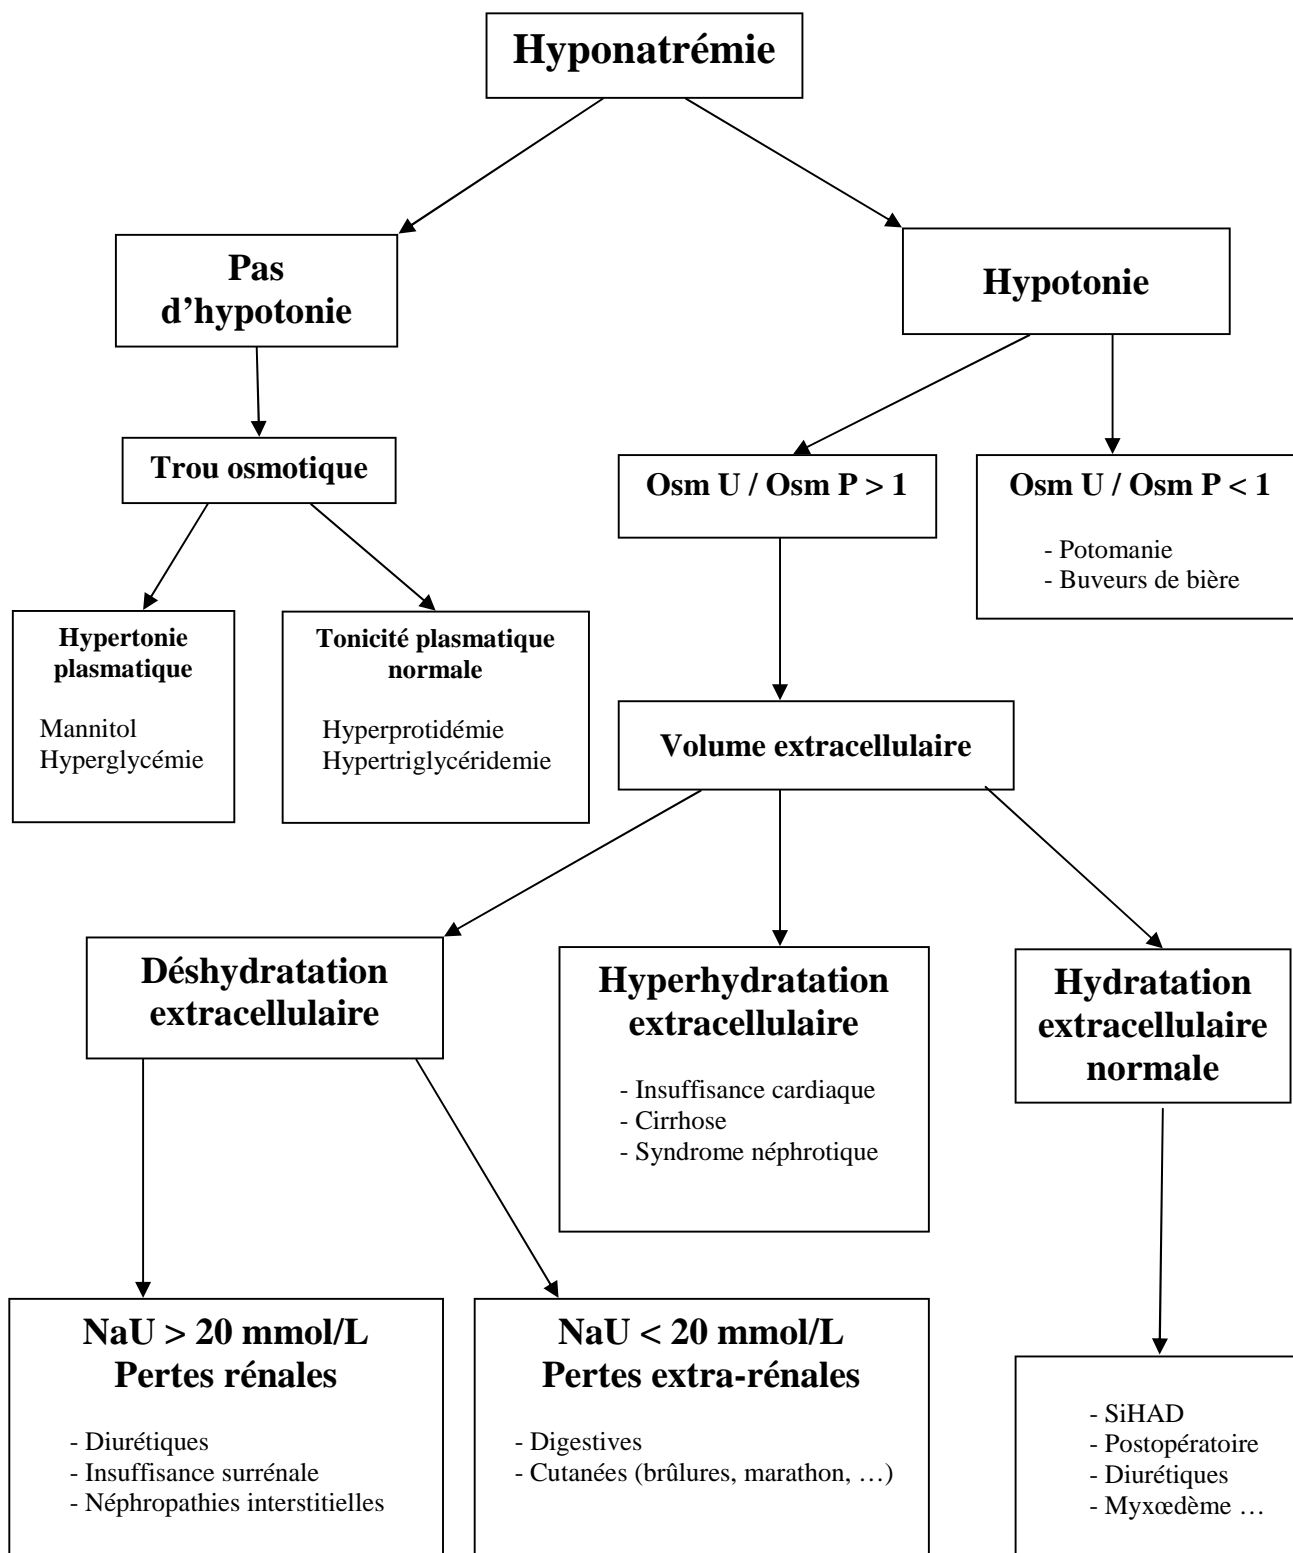 Hyponatrémie
Pas
d’hypotonie
Hypotonie
Trou osmotique
Osm U / Osm P > 1
Osm U / Osm P < 1
- Potomanie
- Buveurs de bière
Hypertonie
plasmatique
Mannitol
Hyperglycémie
Tonicité plasmatique
normale
Hyperprotidémie
Hypertriglycéridemie
Volume extracellulaire
Déshydratation
extracellulaire
Hyperhydratation
extracellulaire
- Insuffisance cardiaque
- Cirrhose
- Syndrome néphrotique
Hydratation
extracellulaire
normale
NaU > 20 mmol/L
Pertes rénales
- Diurétiques
- Insuffisance surrénale
- Néphropathies interstitielles
NaU < 20 mmol/L
Pertes extra-rénales
- Digestives
- Cutanées (brûlures, marathon, …)
- SiHAD
- Postopératoire
- Diurétiques
- Myxœdème …